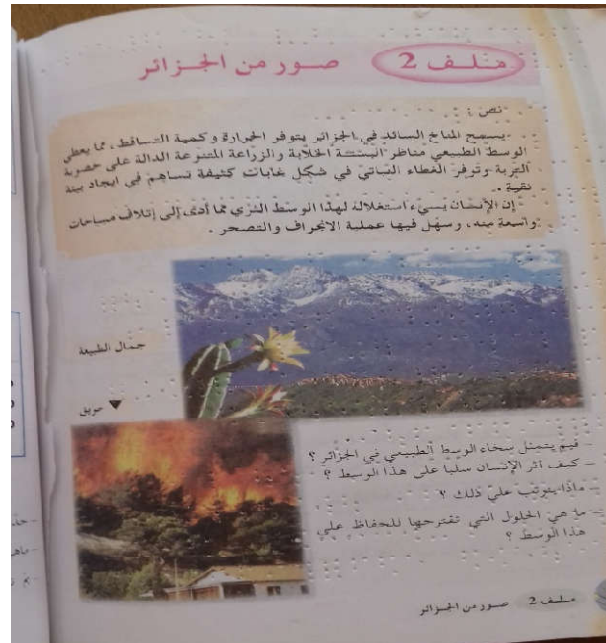 ملف 2 صور من الجزائر
نص :
-يسمح المناخ السائد في الجزائر بتوفر الحرارة وكمية التساقط، مما يعطي
الوسط الطبيعي مناظر البستنة الخلابة والزراعة المتنوعة الدالة على خصوبة
التربة وتوفر الغطاء النباتي في شكل غابات كثيفة تساهم في ايجاد بيئة
نقية .
- إن الإنسان يسيء استغلاله لهذا الوسط الثري مما أدى إلى إتلاف مساحات
واسعة منه، وسهل فيها عملية الانجراف والتصحر .
جمال الطبيعة
حريق
– فيم يتمثل سخاء الوسط الطبيعي في الجزائر ؟
– كيف اثر الإنسان سلبا على هذا الوسط ؟
– ماذا يترتب على ذلك ؟
– ما هي الحلول التي تقترحها للحفاظ على
هذا الوسط ؟
ملف 2 صور من الجزائر